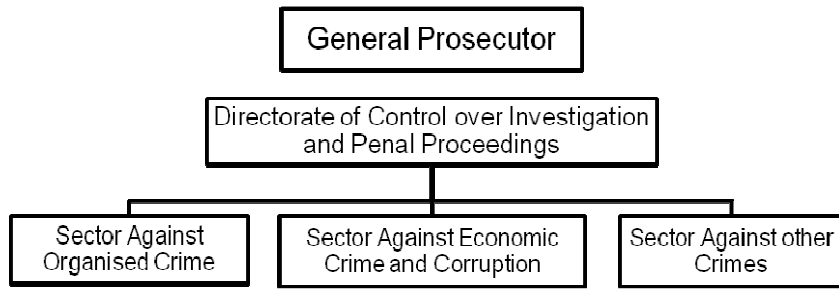 General Prosecutor
Directorate of Control over Investigation
and Penal Proceedings
Sector Against
Organised Crime
Sector Against Economic
Crime and Corruption
Sector Against other
Crimes